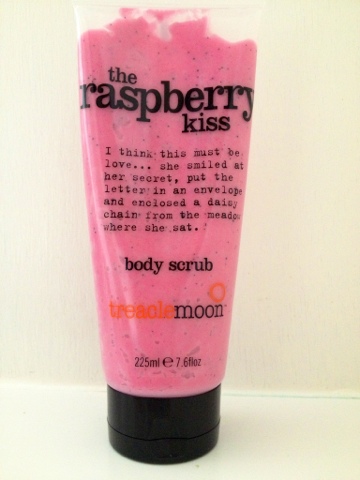 the
raspberry
kiss
I think this must be
love... she smiled at
her secret, put the
letter in an envelope
and enclosed a daisy
chain from the meadow
where she sat.
body scrub
treaclemoon™
225ml ℮ 7.6floz